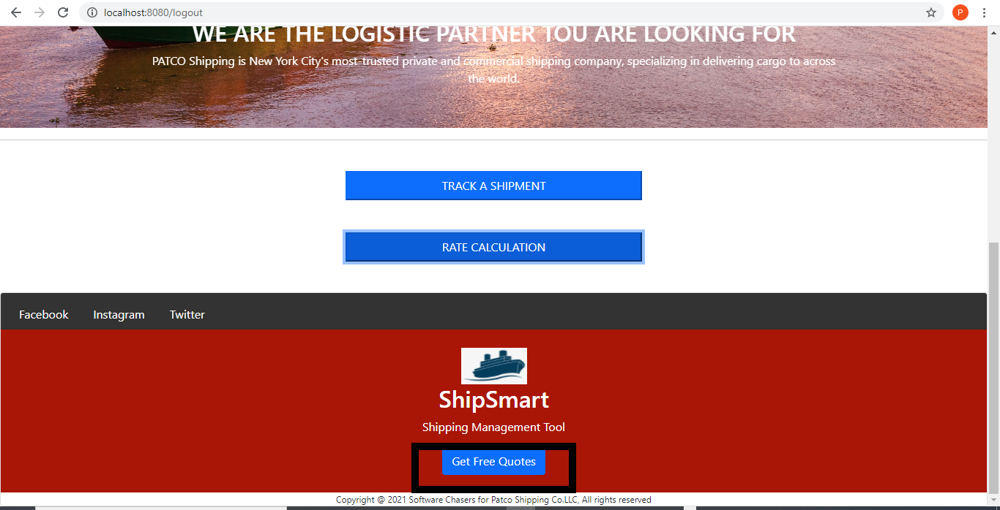 localhost:8080/logout
P
WE ARE THE LOGISTIC PARTNER YOU ARE LOOKING FOR
PATCO Shipping is New York City's most-trusted private and commercial shipping company, specializing in delivering cargo to across
the world.
TRACK A SHIPMENT
RATE CALCULATION
Facebook Instagram Twitter
ShipSmart
Shipping Management Tool
Get Free Quotes
Copyright @ 2021 Software Chasers for Patco Shipping Co.LLC, All rights reserved